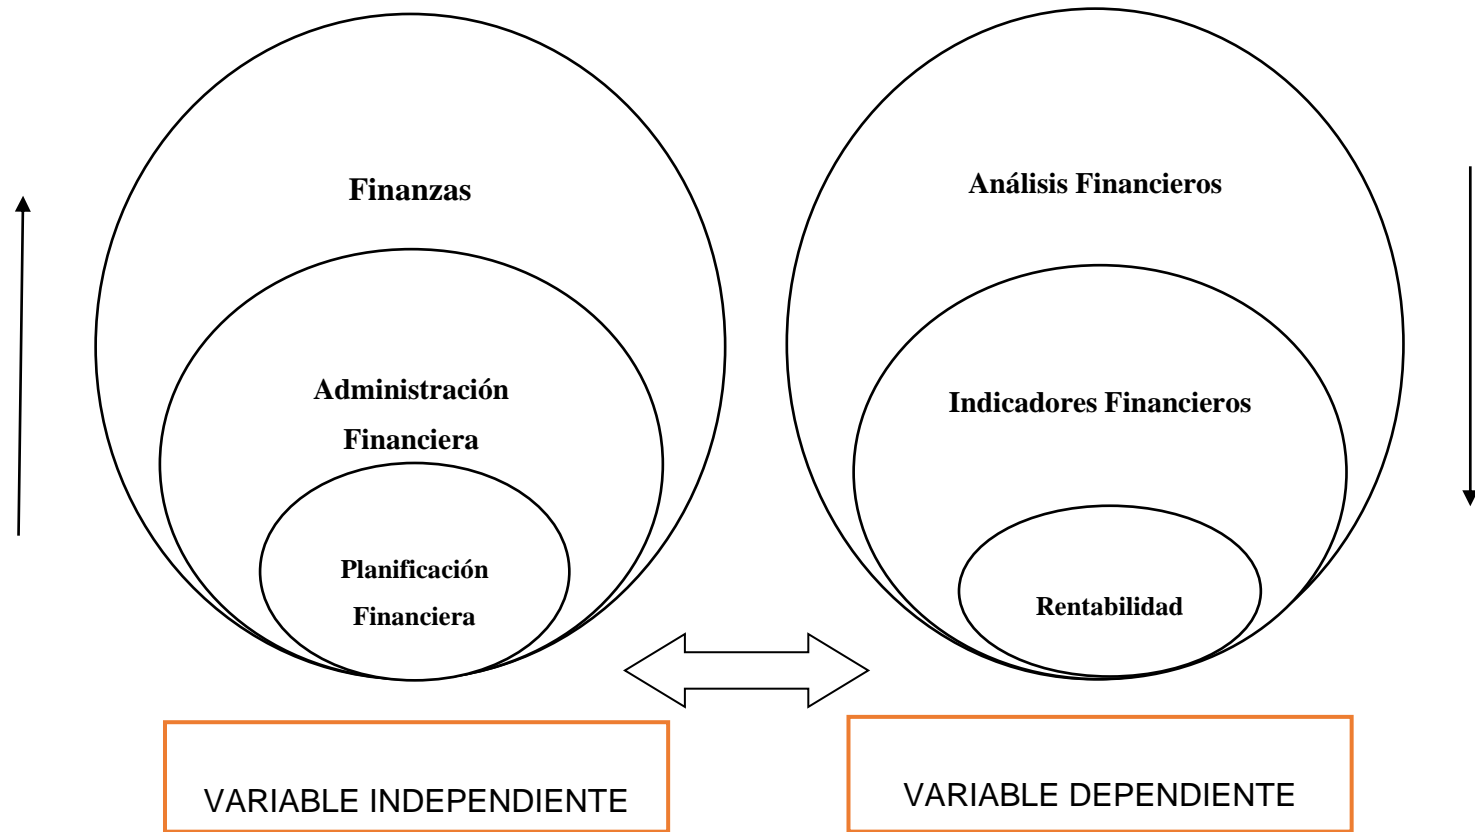 Finanzas
Administración
Financiera
Planificación
Financiera
VARIABLE INDEPENDIENTE
Análisis Financieros
Indicadores Financieros
Rentabilidad
VARIABLE DEPENDIENTE